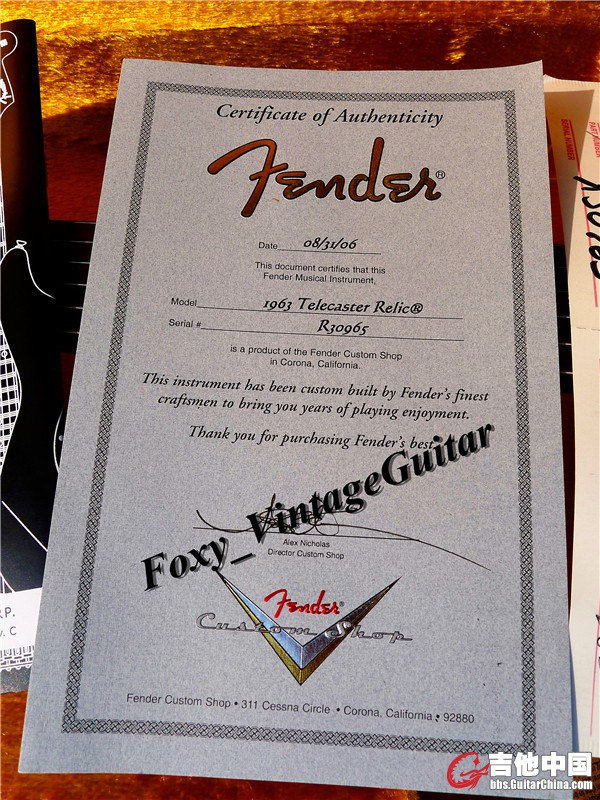 Certificate of Authenticity
Fender®
Date 08/31/06
This document certifies that this
Fender Musical Instrument,
Model 1963 Telecaster Relic®
Serial # R30965
is a product of the Fender Custom Shop
in Corona, California.
This instrument has been custom built by Fender's finest
craftsmen to bring you years of playing enjoyment.
Thank you for purchasing Fender's best
Foxy_VintageGuitar
Alex Nicholas
Director Custom Shop
Fender®
Custom Shop
Fender Custom Shop • 311 Cessna Circle • Corona, California • 92880
PART NUMBER
SERIAL NUMBER
吉他中国
bbs.GuitarChina.com